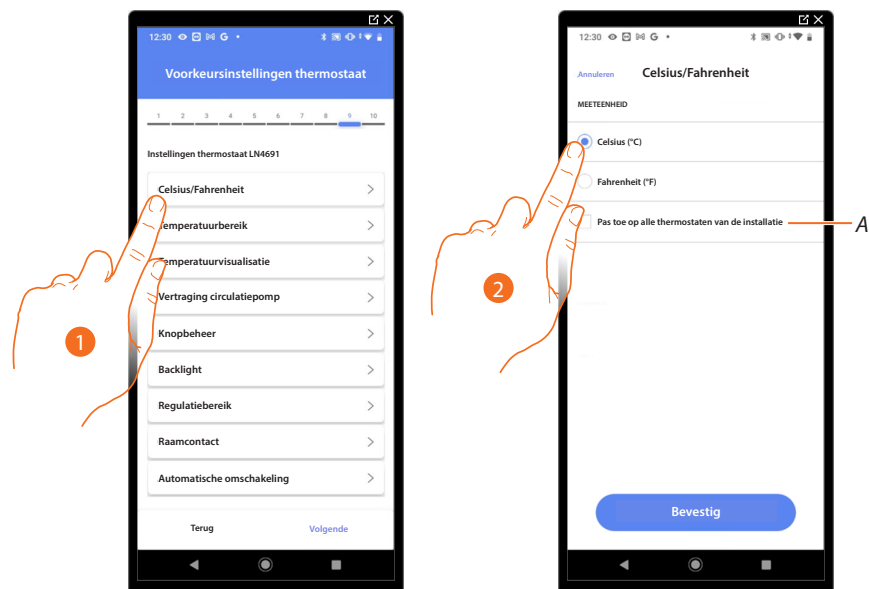 12:30 G
Voorkeursinstellingen thermostaat
1 2 3 4 5 6 7 8 9 10
Instellingen thermostaat LN4691
Celsius/Fahrenheit
Temperatuurbereik
Temperatuurvisualisatie
Vertraging circulatiepomp
Knopbeheer
Backlight
Regulatiebereik
Raamcontact
Automatische omschakeling
Terug Volgende
1
12:30 G
Annuleren Celsius/Fahrenheit
MEETEENHEID
Celsius (°C)
Fahrenheit (°F)
Pas toe op alle thermostaten van de installatie
A
2
Bevestig